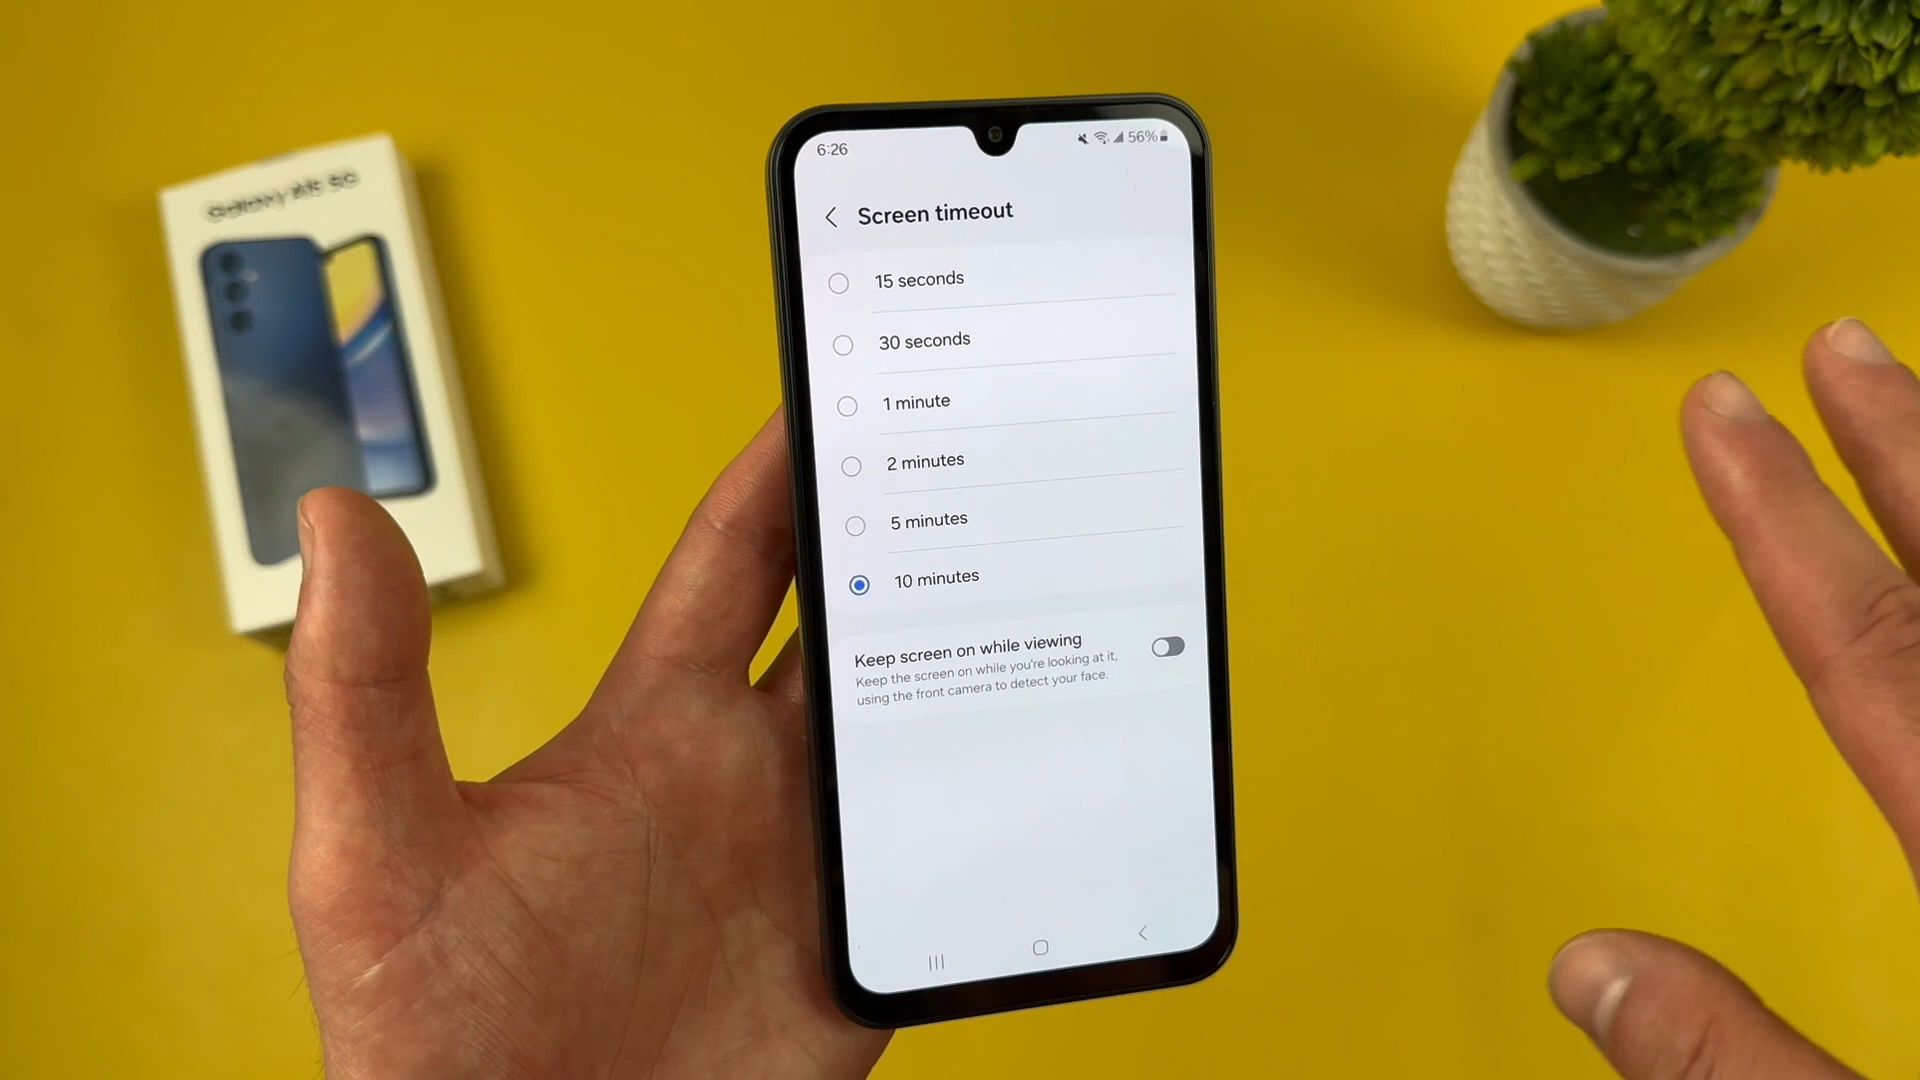 Galaxy
6:26
56%
Screen timeout
15 seconds
30 seconds
1 minute
2 minutes
5 minutes
10 minutes
Keep screen on while viewing
Keep the screen on while you're looking at it,
using the front camera to detect your face.